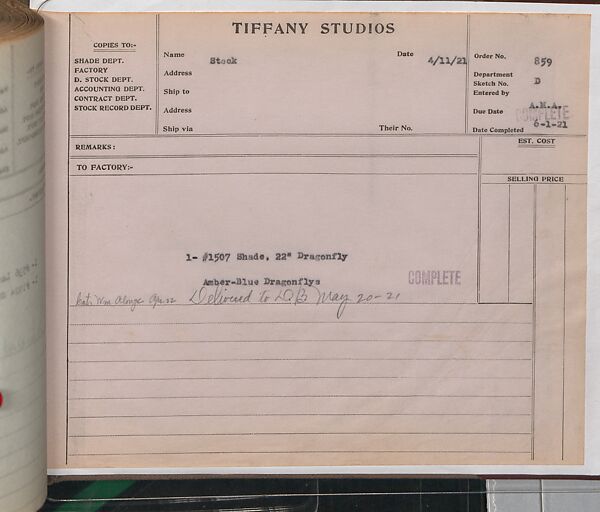 TIFFANY STUDIOS
COPIES TO:-
SHADE DEPT.
FACTORY
D. STOCK DEPT.
ACCOUNTING DEPT.
CONTRACT DEPT.
STOCK RECORD DEPT.
Name Stock Date 4/11/21
Address
Ship to
Address
Ship via Their No.
Order No. 859
Department
Sketch No. D
Entered by
A.M.A.
COMPLETE
Due Date 6-1-21
Date Completed
REMARKS:
EST. COST
TO FACTORY:-
SELLING PRICE
1- #1507 Shade, 22" Dragonfly
Amber-Blue Dragonflys
COMPLETE
Delivered to May 20-21